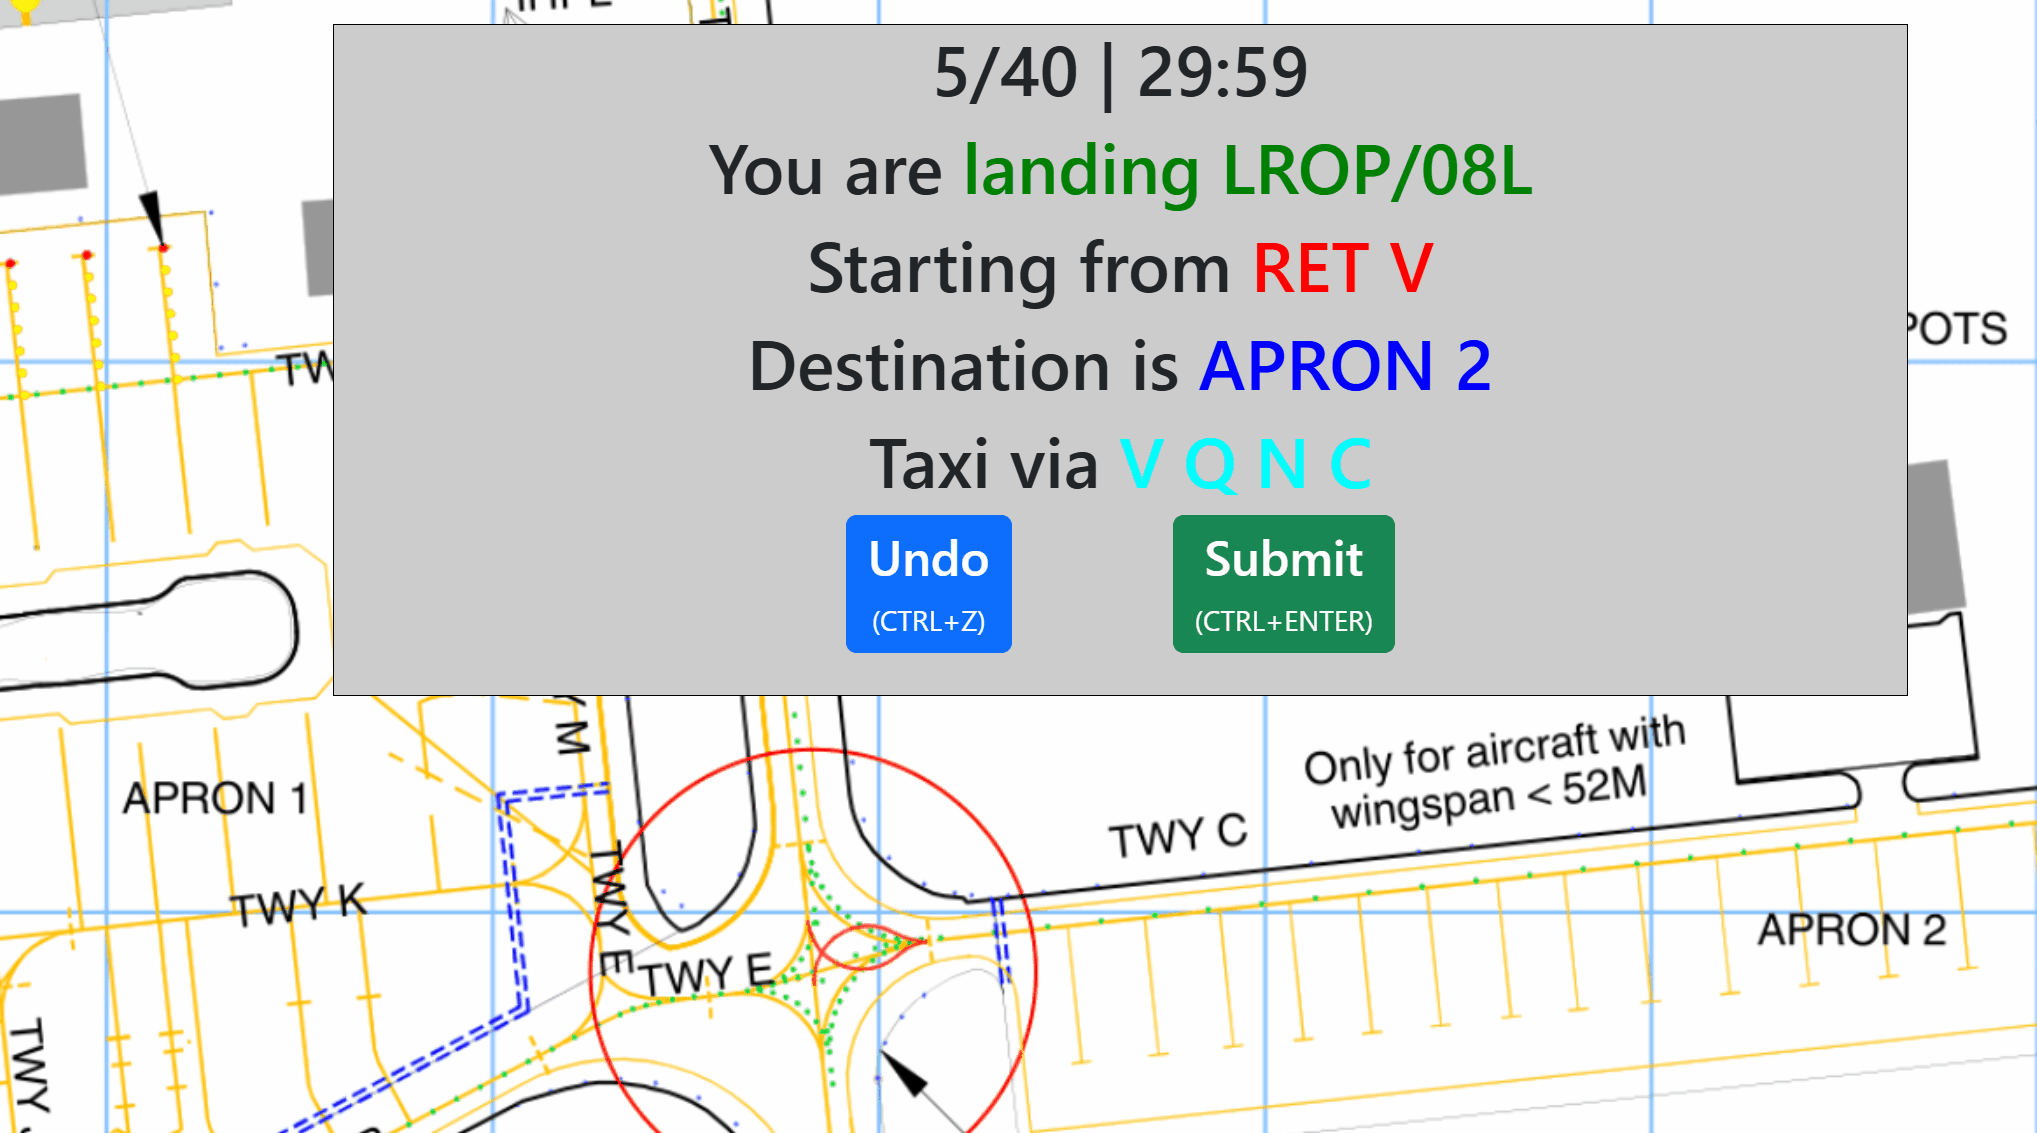 5/40 | 29:59
You are landing LROP/08L
Starting from RET V
Destination is APRON 2
Taxi via V Q N C
Undo
(CTRL+Z)
Submit
(CTRL+ENTER)
POTS
TW
M
Only for aircraft with
wingspan < 52M
APRON 1
TWY C
TWY K
TWY E
TWY E
APRON 2
TWY J